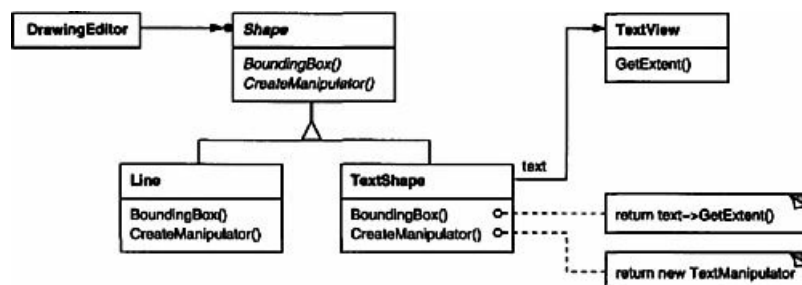 DrawingEditor
Shape
BoundingBox()
CreateManipulator()
TextView
GetExtent()
Line
BoundingBox()
CreateManipulator()
TextShape
BoundingBox()
CreateManipulator()
text
return text->GetExtent()
return new TextManipulator